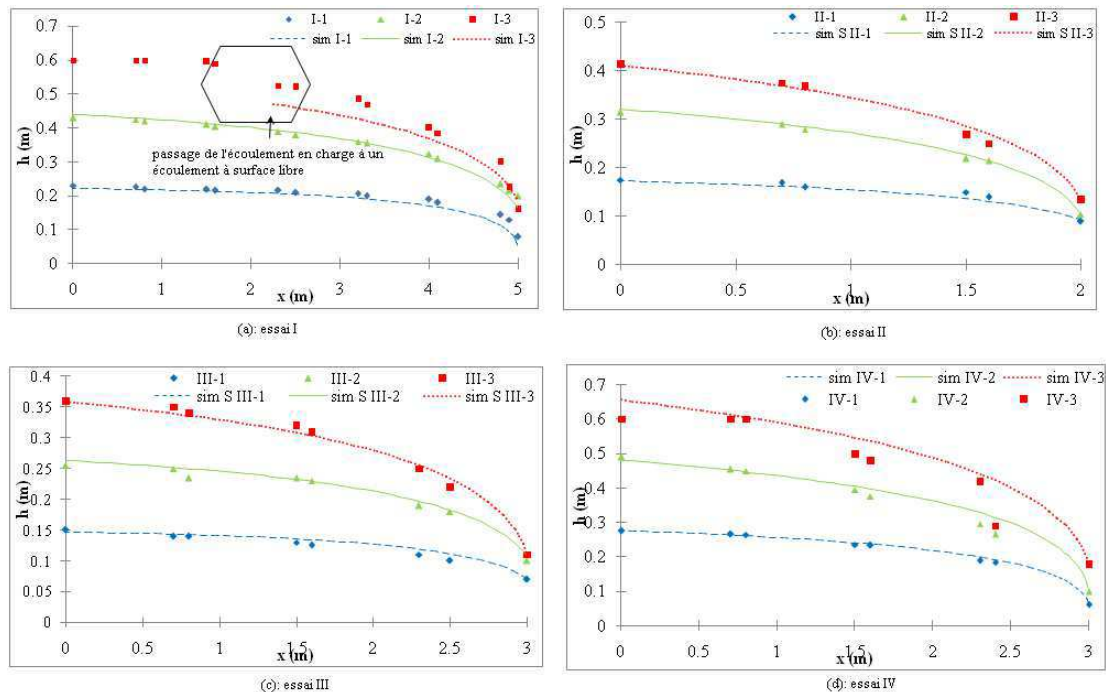 I-1 I-2 I-3
sim I-1 sim I-2 sim I-3
h (m)
0.7
0.6
0.5
0.4
0.3
0.2
0.1
0
passage de l'écoulement en charge à un
écoulement à surface libre
0 1 2 3 4 5
x (m)
(a): essai I
II-1 II-2 II-3
sim S II-1 sim S II-2 sim S II-3
h (m)
0.5
0.4
0.3
0.2
0.1
0
0 0.5 1 1.5 2
x (m)
(b): essai II
III-1 III-2 III-3
sim S III-1 sim S III-2 sim S III-3
h (m)
0.4
0.35
0.3
0.25
0.2
0.15
0.1
0.05
0
0 0.5 1 1.5 2 2.5 3
x (m)
(c): essai III
sim IV-1 sim IV-2 sim IV-3
IV-1 IV-2 IV-3
h (m)
0.7
0.6
0.5
0.4
0.3
0.2
0.1
0
0 0.5 1 1.5 2 2.5 3
x (m)
(d): essai IV